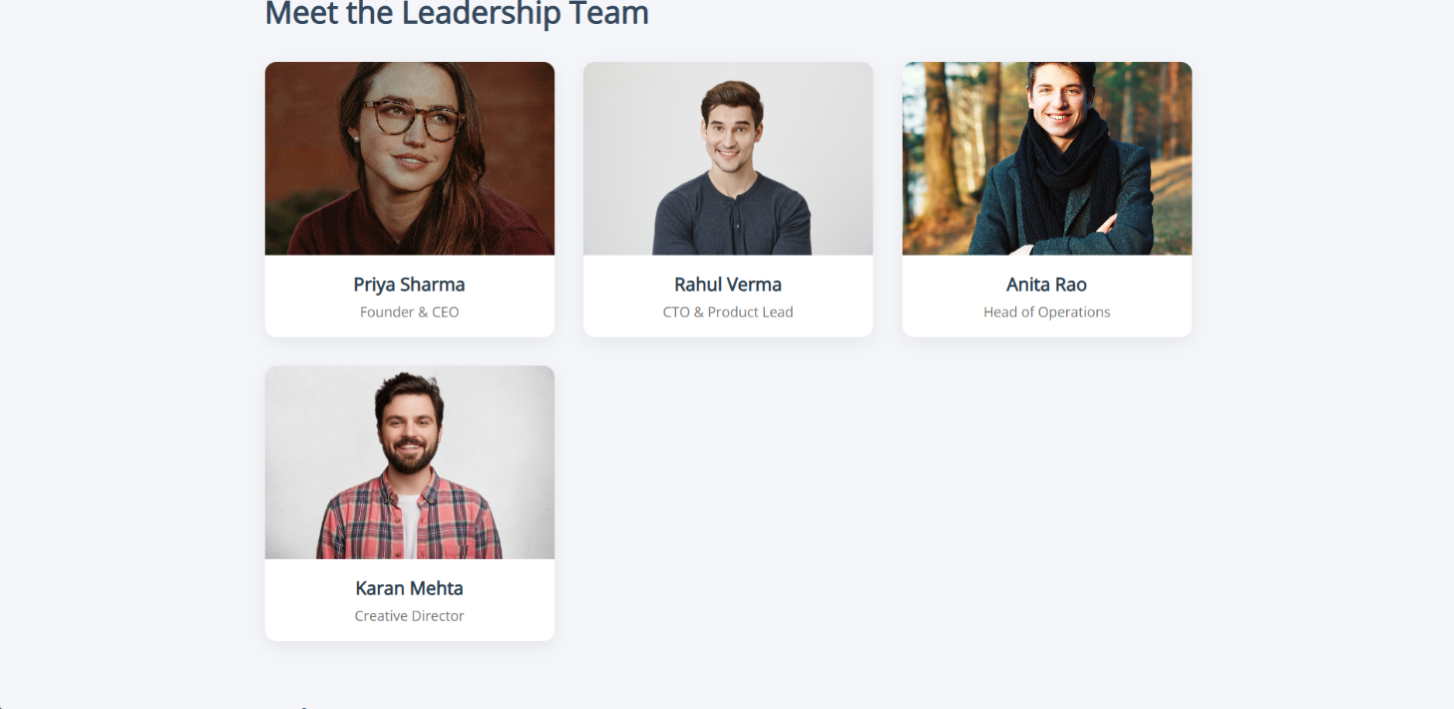 Meet the Leadership Team
Priya Sharma
Founder & CEO
Rahul Verma
CTO & Product Lead
Anita Rao
Head of Operations
Karan Mehta
Creative Director